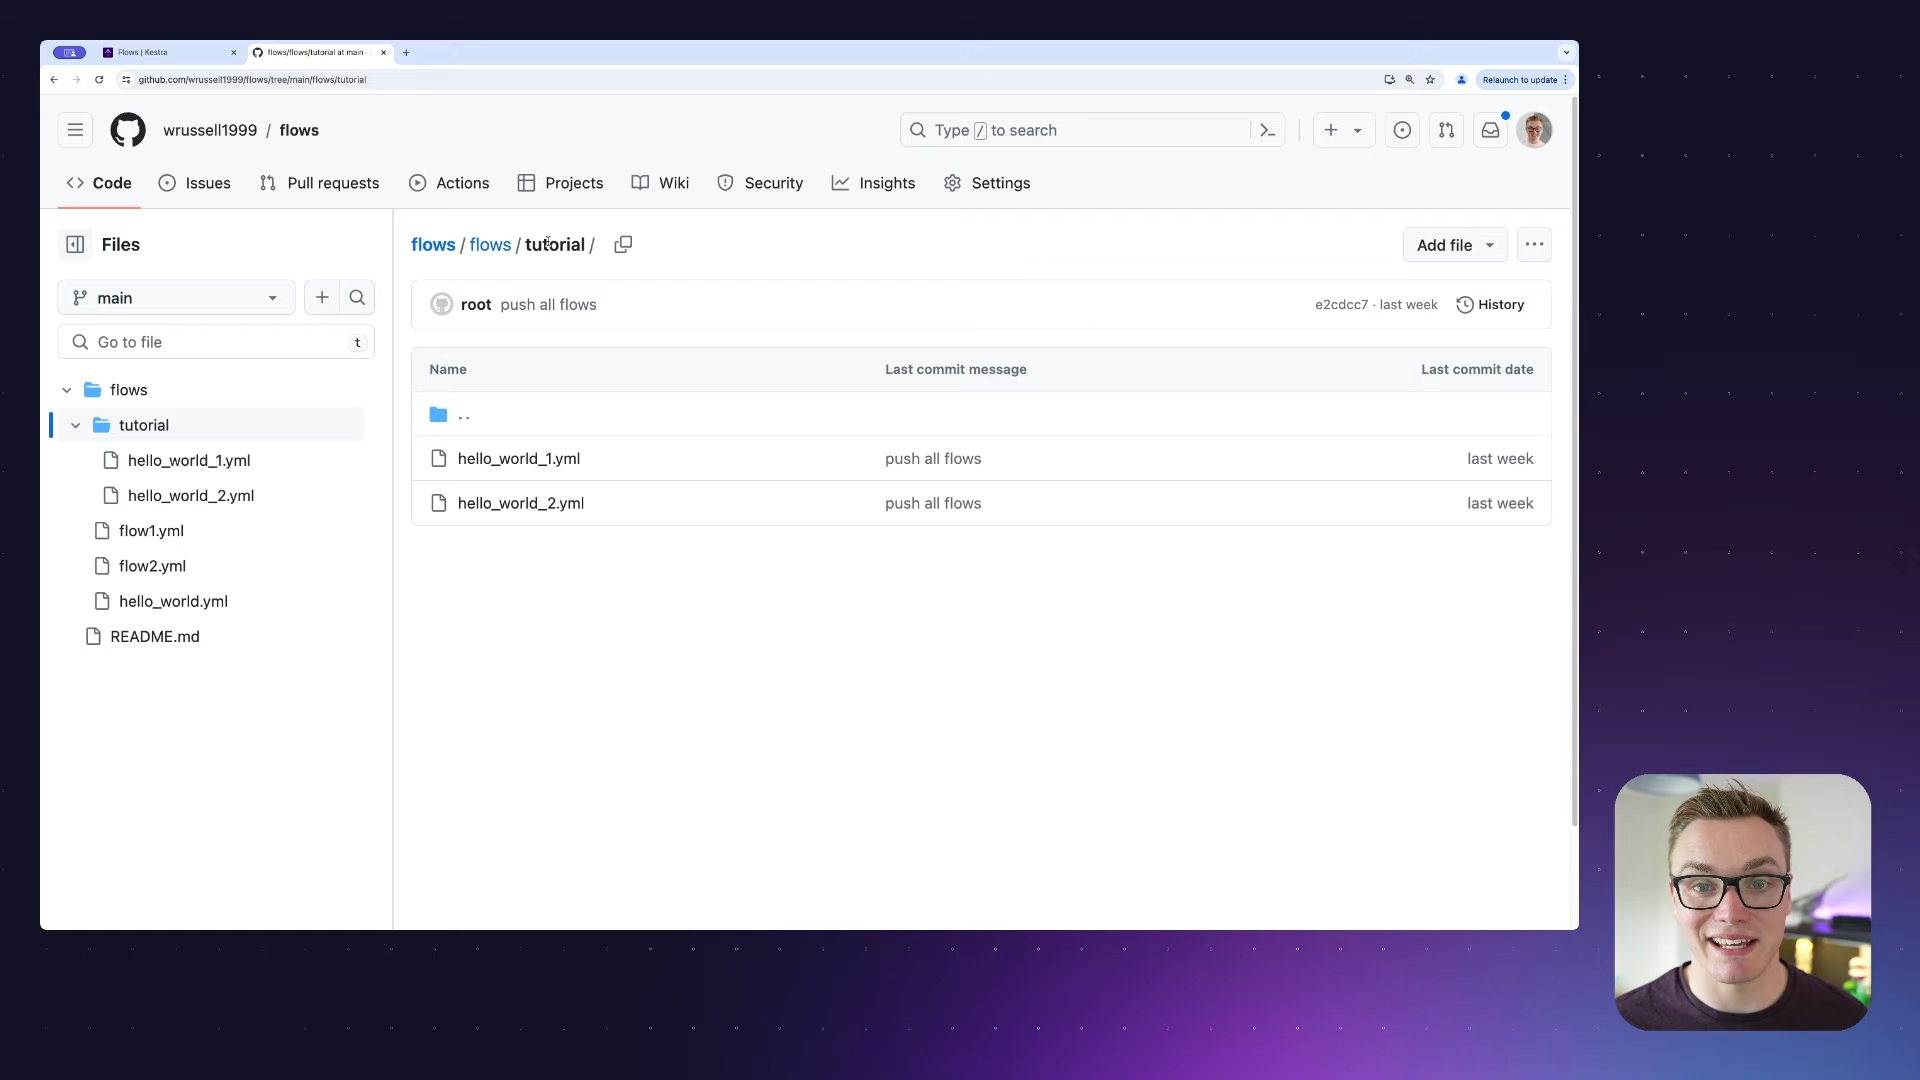 Flows | Kestra
flows/flows/tutorial at main
github.com/wrussell1999/flows/tree/main/flows/tutorial
Relaunch to update
wrussell1999 / flows
Type / to search
Code
Issues
Pull requests
Actions
Projects
Wiki
Security
Insights
Settings
Files
main
Go to file
t
flows
tutorial
hello_world_1.yml
hello_world_2.yml
flow1.yml
flow2.yml
hello_world.yml
README.md
flows / flows / tutorial /
Add file
root push all flows
e2cdcc7 · last week
History
Name Last commit message Last commit date
..
hello_world_1.yml push all flows last week
hello_world_2.yml push all flows last week